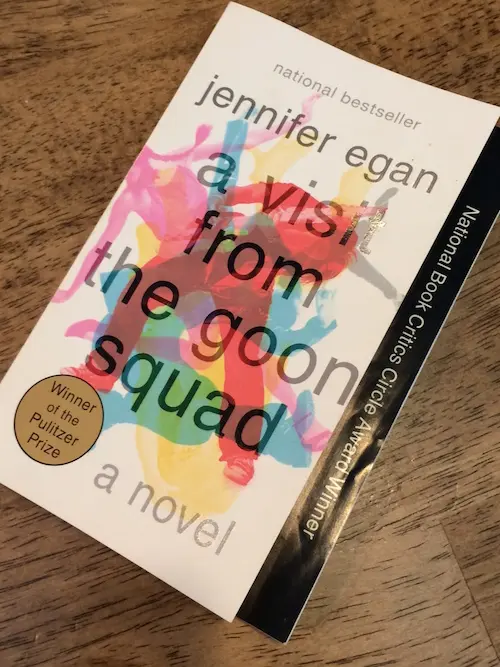 national bestseller
jennifer egan
a visit
from
the goon
squad
Winner
of the
Pulitzer
Prize
a novel
National Book Critics Circle Award Winner